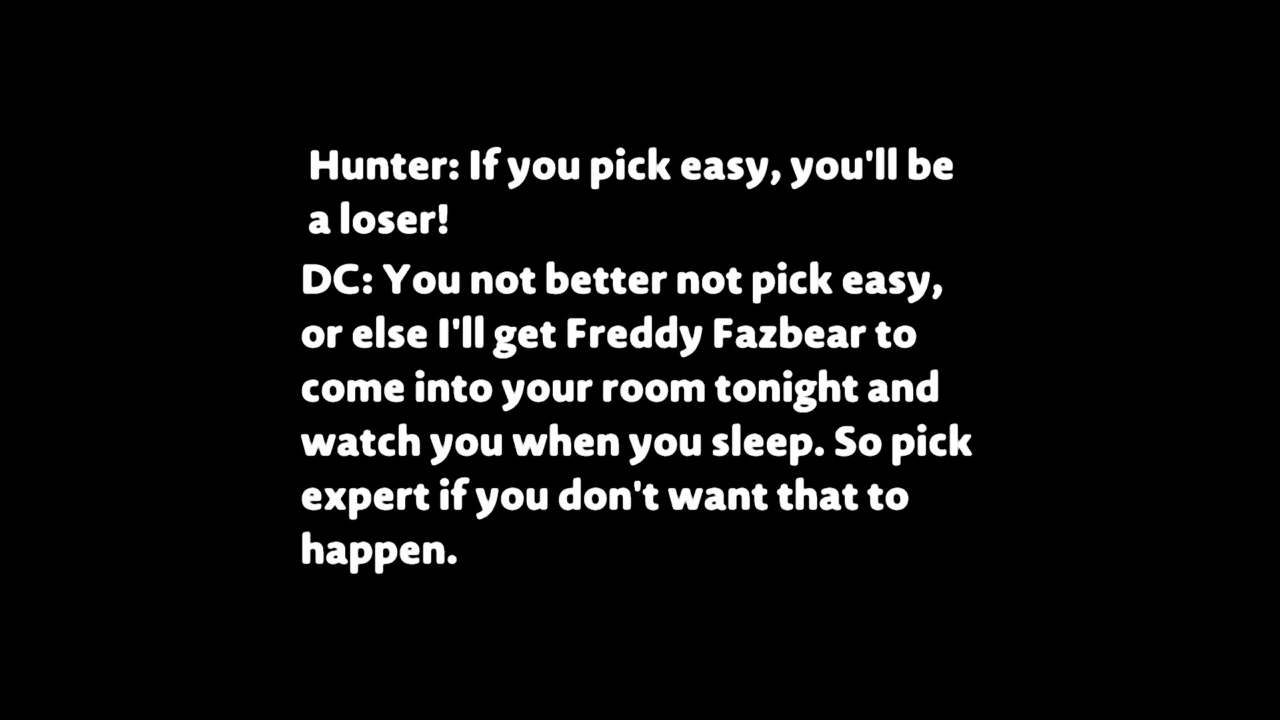 Hunter: If you pick easy, you'll be
a loser!
DC: You not better not pick easy,
or else I'll get Freddy Fazbear to
come into your room tonight and
watch you when you sleep. So pick
expert if you don't want that to
happen.